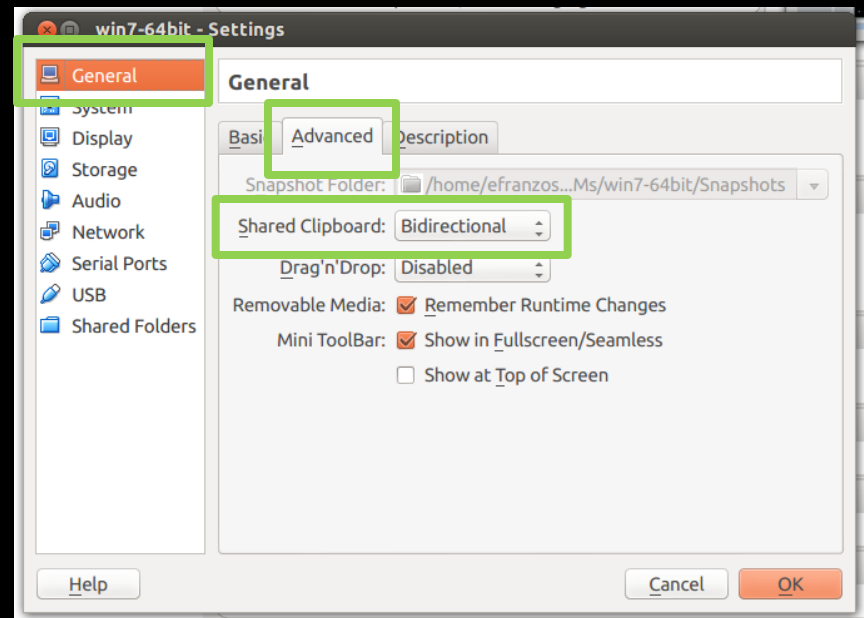 win7-64bit - Settings
General
System
Display
Storage
Audio
Network
Serial Ports
USB
Shared Folders
General
Basic
Advanced
Description
Snapshot Folder: /home/efranzos...Ms/win7-64bit/Snapshots
Shared Clipboard: Bidirectional
Drag'n'Drop: Disabled
Removable Media: Remember Runtime Changes
Mini ToolBar: Show in Fullscreen/Seamless
Show at Top of Screen
Help
Cancel
OK